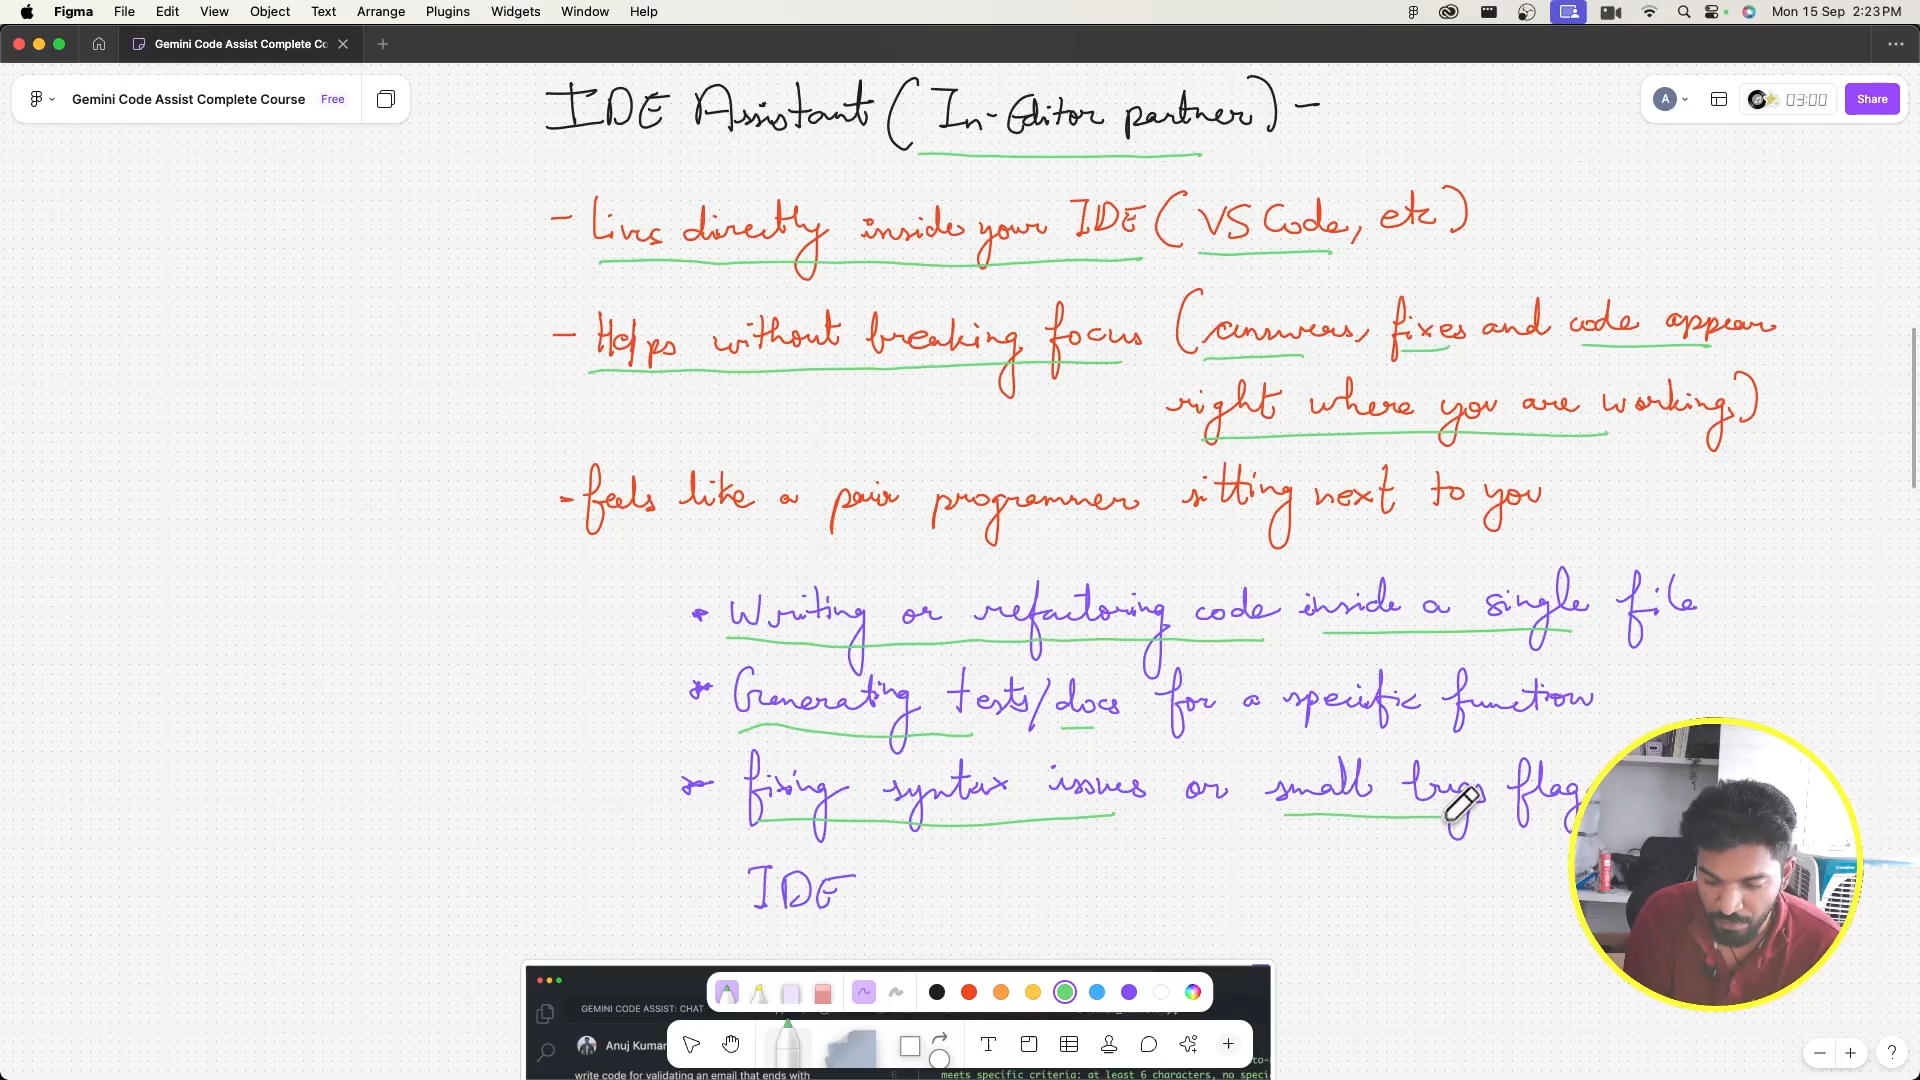 Figma File Edit View Object Text Arrange Plugins Widgets Window Help Mon 15 Sep 2:23 PM
Gemini Code Assist Complete Co
Gemini Code Assist Complete Course Free A 03:00 Share
IDE Assistant (In-Editor partner) -
- Lives directly inside your IDE (VS Code, etc)
- Helps without breaking focus (answers, fixes and code appear
right where you are working.)
- feels like a pair programmer sitting next to you
* Writing or refactoring code inside a single file
* Generating tests/docs for a specific function
* fixing syntax issues or small bugs flag
IDE
GEMINI CODE ASSIST: CHAT
Anuj Kumar
write code for validating an email that ends with
6
meets specific criteria: at least 6 characters, no speci